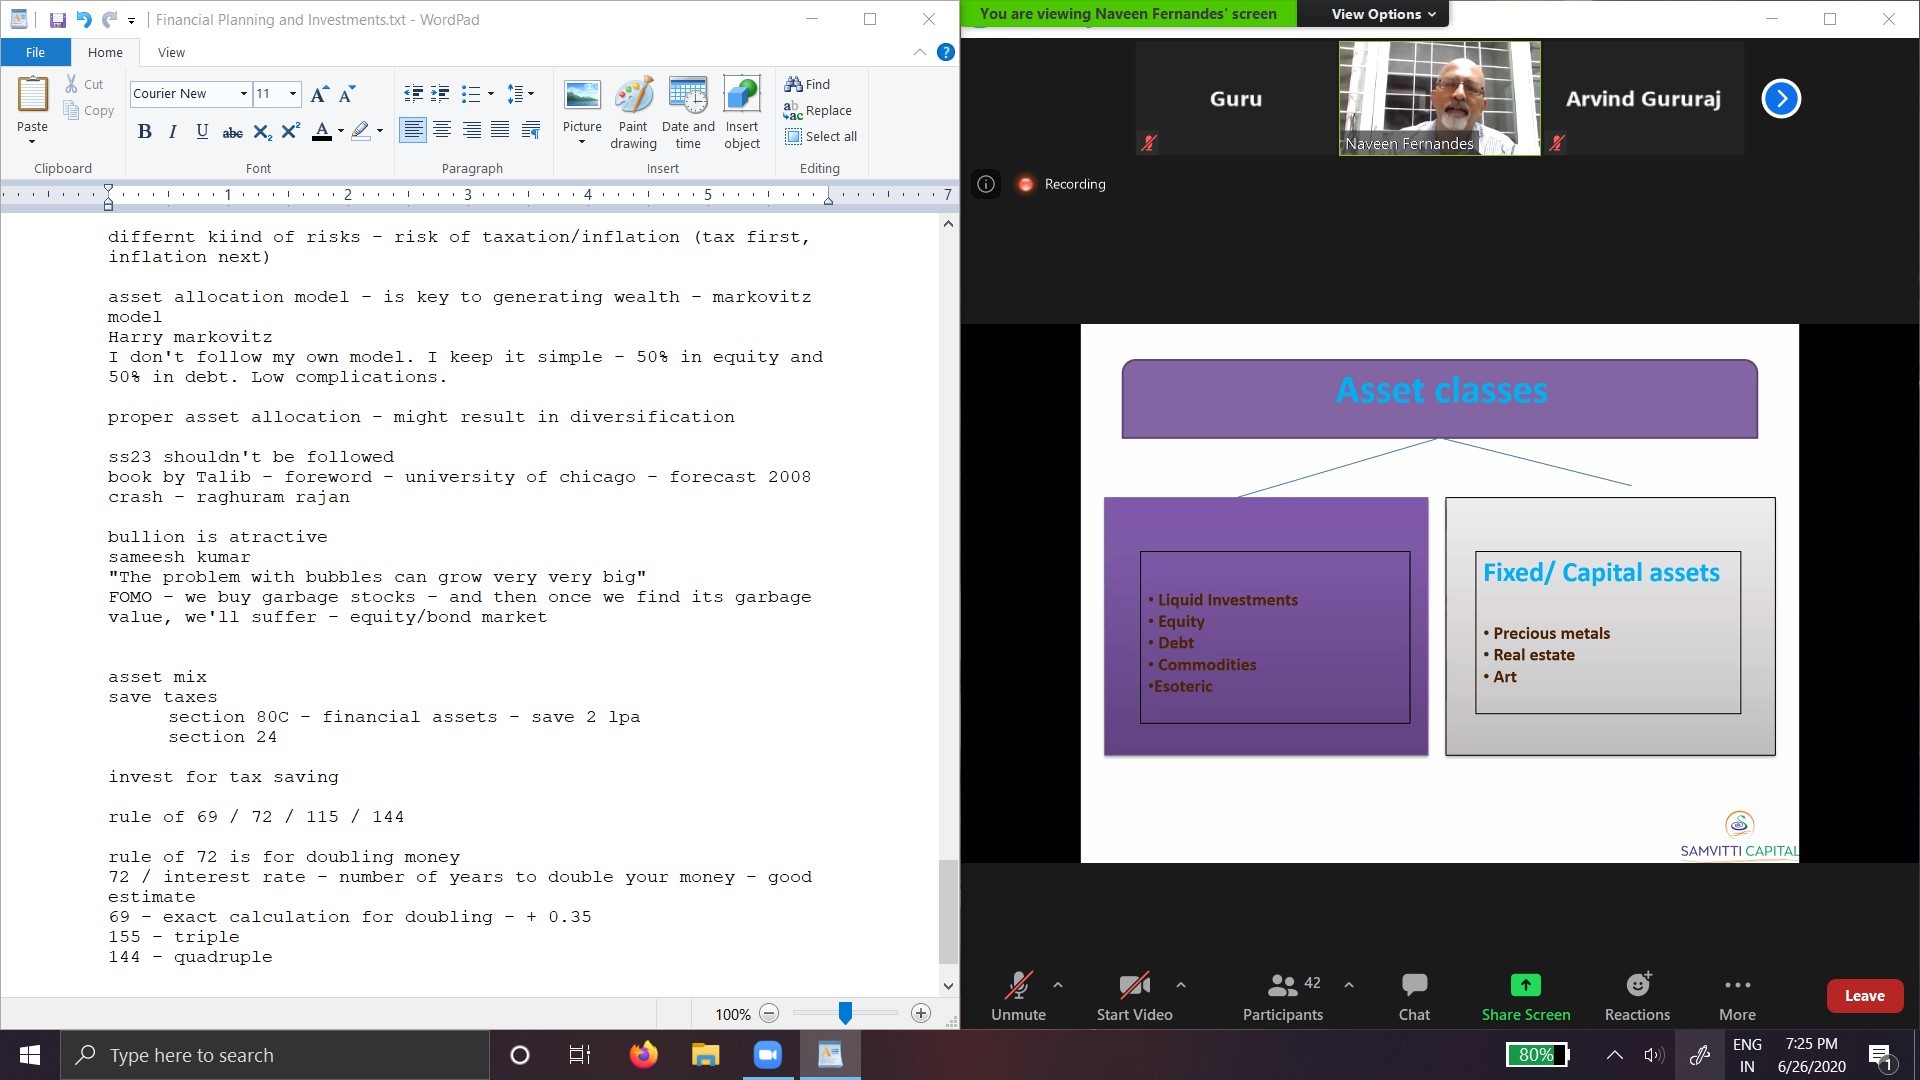 Financial Planning and Investments.txt - WordPad
File
Home
View
Cut
Copy
Paste
Clipboard
Courier New
11
B I U abc X₂ X²
A
Font
Paragraph
Picture
Paint drawing
Date and time
Insert object
Insert
Find
Replace
Select all
Editing
1 2 3 4 5 7
differnt kiind of risks - risk of taxation/inflation (tax first,
inflation next)
asset allocation model - is key to generating wealth - markovitz
model
Harry markovitz
I don't follow my own model. I keep it simple - 50% in equity and
50% in debt. Low complications.
proper asset allocation - might result in diversification
ss23 shouldn't be followed
book by Talib - foreword - university of chicago - forecast 2008
crash - raghuram rajan
bullion is atractive
sameesh kumar
"The problem with bubbles can grow very very big"
FOMO - we buy garbage stocks - and then once we find its garbage
value, we'll suffer - equity/bond market
asset mix
save taxes
section 80C - financial assets - save 2 lpa
section 24
invest for tax saving
rule of 69 / 72 / 115 / 144
rule of 72 is for doubling money
72 / interest rate - number of years to double your money - good
estimate
69 - exact calculation for doubling - + 0.35
155 - triple
144 - quadruple
100%
You are viewing Naveen Fernandes' screen
View Options
Guru
Naveen Fernandes
Arvind Gururaj
Recording
Asset classes
• Liquid Investments
• Equity
• Debt
• Commodities
•Esoteric
Fixed/ Capital assets
• Precious metals
• Real estate
• Art
SAMVITTI CAPITAL
Unmute
Start Video
42
Participants
Chat
Share Screen
Reactions
More
Leave
Type here to search
80%
ENG
IN
7:25 PM
6/26/2020
1